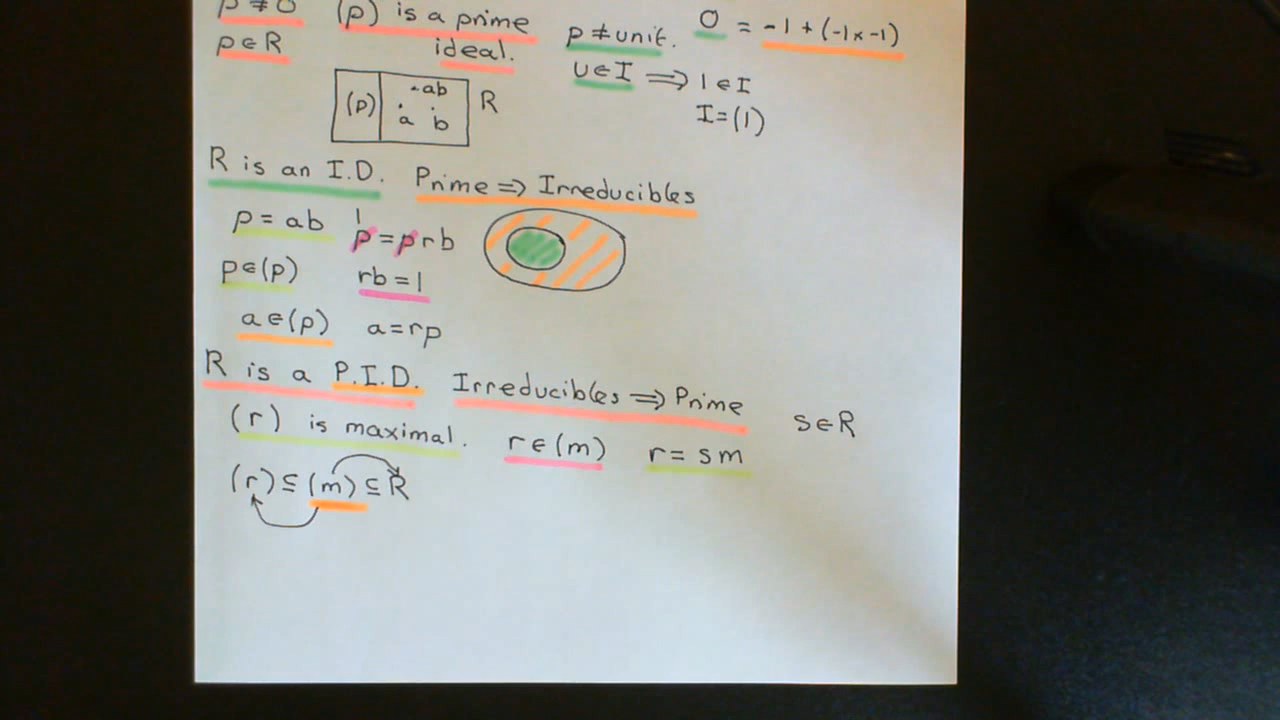 p ≠ 0 (p) is a prime ideal. p ≠ unit. 0 = -1 + (-1 × -1)
p ∈ R u ∈ I ⟹ 1 ∈ I
I = (1)
(p) ab a b R
R is an I.D. Prime ⟹ Irreducibles
p = ab 1 p = prb
p ∈ (p) rb = 1
a ∈ (p) a = rp
R is a P.I.D. Irreducibles ⟹ Prime s ∈ R
(r) is maximal. r ∈ (m) r = sm
(r) ⊆ (m) ⊆ R